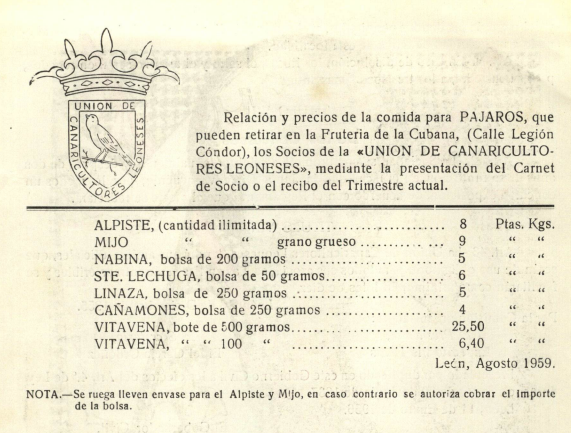 UNION DE
CANARICULTORES LEONESES
Relación y precios de la comida para PAJAROS, que
pueden retirar en la Fruteria de la Cubana, (Calle Legión
Cóndor), los Socios de la «UNION DE CANARICULTO-
RES LEONESES», mediante la presentación del Carnet
de Socio o el recibo del Trimestre actual.
ALPISTE, (cantidad ilimitada) ........................... 8 Ptas. Kgs.
MIJO “ “ grano grueso ............. ... 9 “ “
NABINA, bolsa de 200 gramos ......................... 5 “ “
STE. LECHUGA, bolsa de 50 gramos................... 6 “ “
LINAZA, bolsa de 250 gramos ......................... 5 “ “
CAÑAMONES, bolsa de 250 gramos ................... 4 “ “
VITAVENA, bote de 500 gramos......................... 25,50 “ “
VITAVENA, “ “ 100 “ ......................... 6,40 “ “
León, Agosto 1959.
NOTA.—Se ruega lleven envase para el Alpiste y Mijo, en caso contrario se autoriza cobrar el importe
de la bolsa.